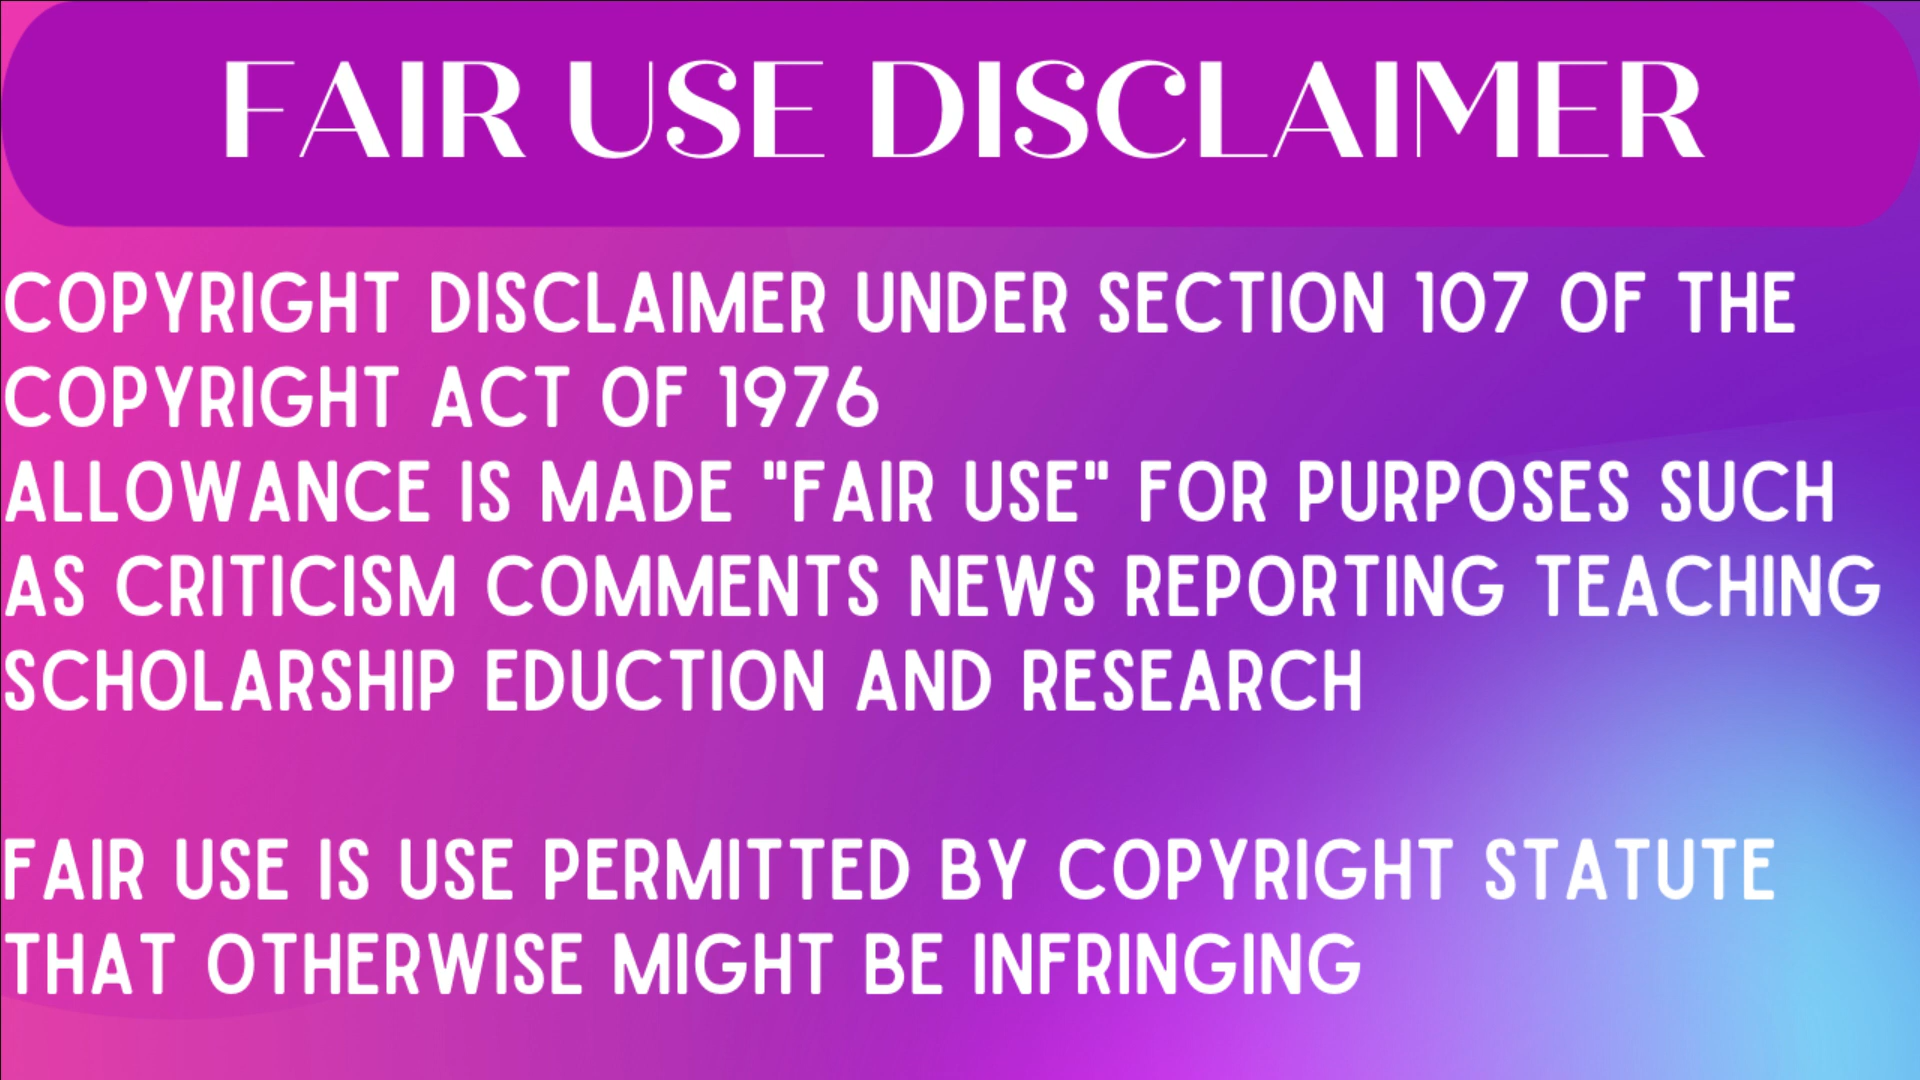 FAIR USE DISCLAIMER
COPYRIGHT DISCLAIMER UNDER SECTION 107 OF THE
COPYRIGHT ACT OF 1976
ALLOWANCE IS MADE "FAIR USE" FOR PURPOSES SUCH
AS CRITICISM COMMENTS NEWS REPORTING TEACHING
SCHOLARSHIP EDUCTION AND RESEARCH
FAIR USE IS USE PERMITTED BY COPYRIGHT STATUTE
THAT OTHERWISE MIGHT BE INFRINGING